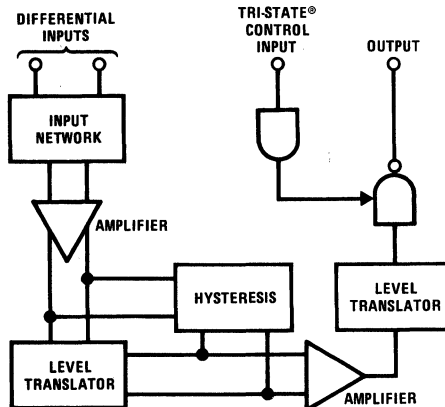 DIFFERENTIAL
INPUTS
TRI-STATE®
CONTROL
INPUT
OUTPUT
INPUT
NETWORK
AMPLIFIER
HYSTERESIS
LEVEL
TRANSLATOR
LEVEL
TRANSLATOR
AMPLIFIER